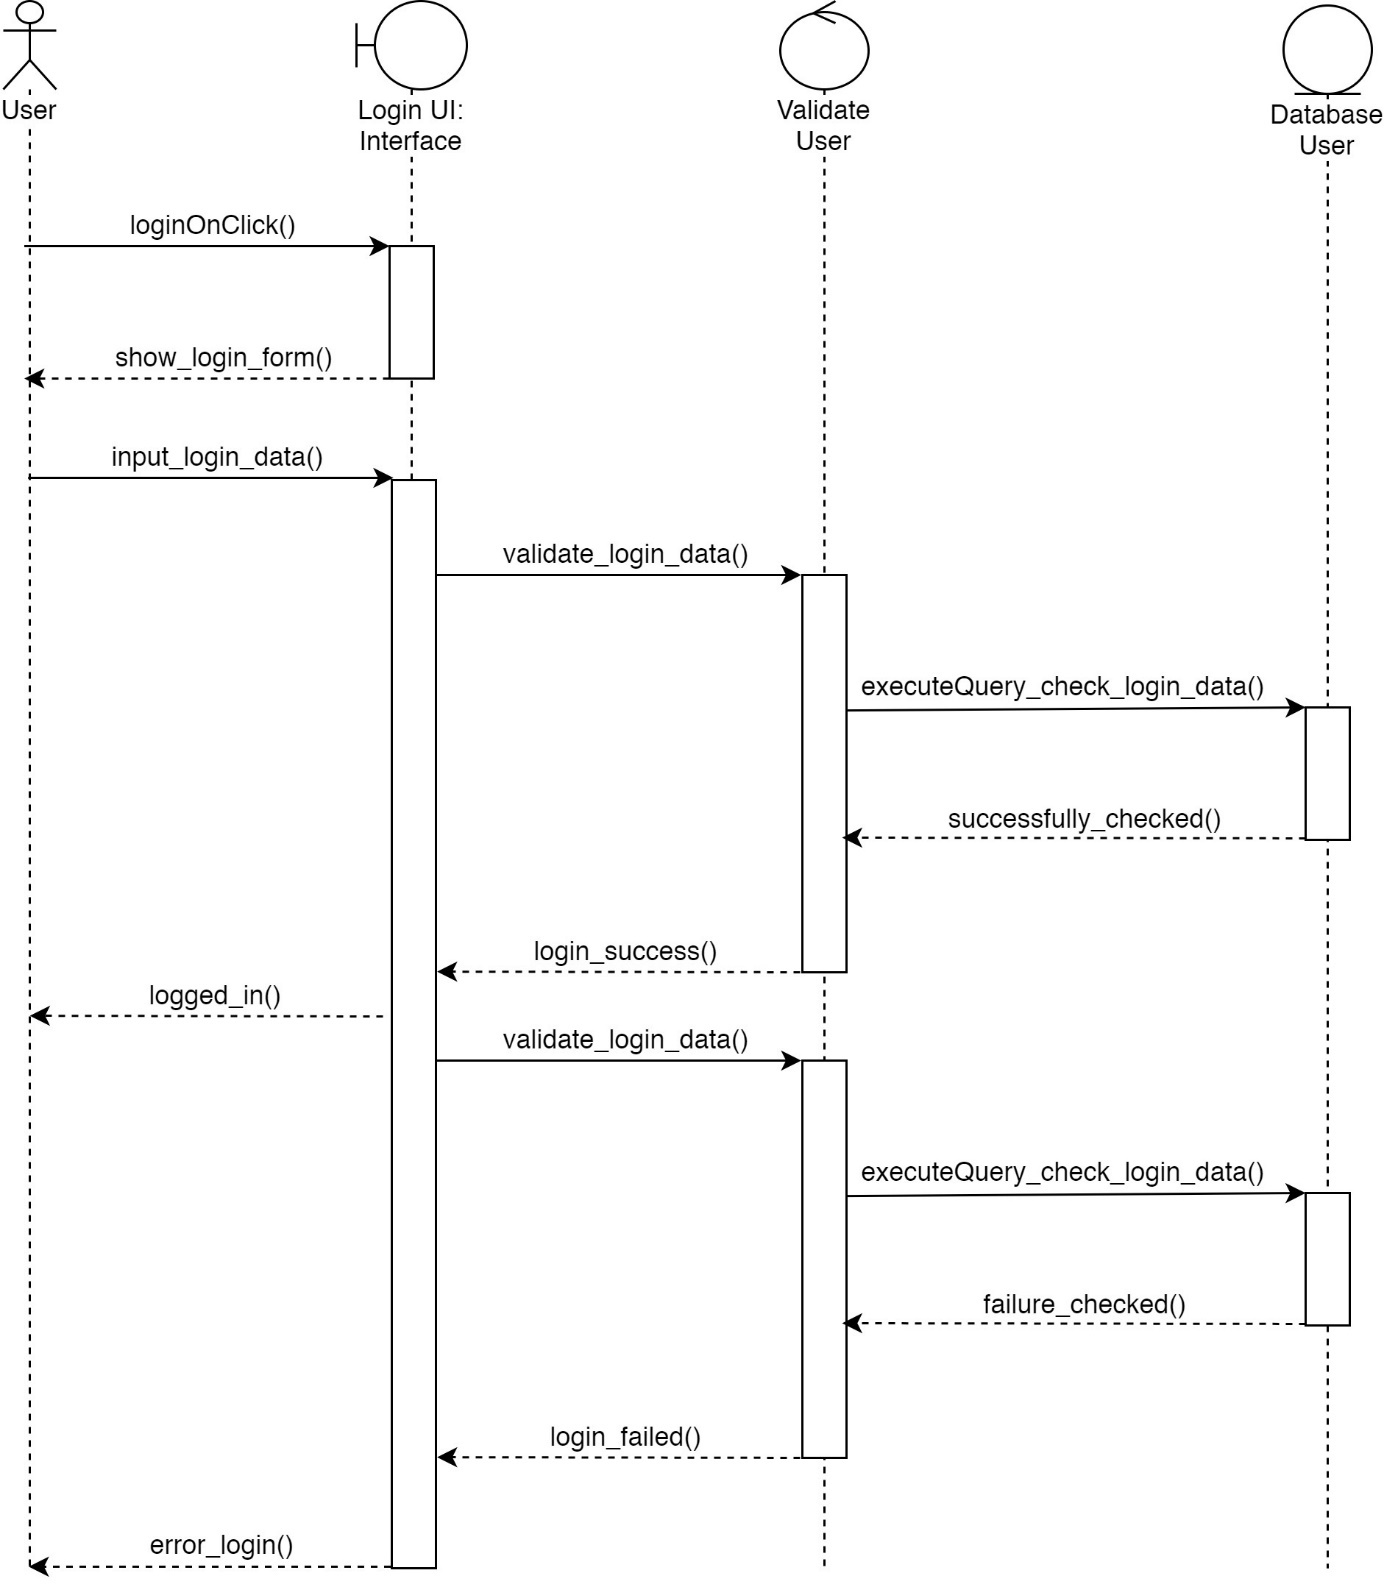 User
Login UI:
Interface
Validate
User
Database
User
loginOnClick()
show_login_form()
input_login_data()
validate_login_data()
executeQuery_check_login_data()
successfully_checked()
login_success()
logged_in()
validate_login_data()
executeQuery_check_login_data()
failure_checked()
login_failed()
error_login()